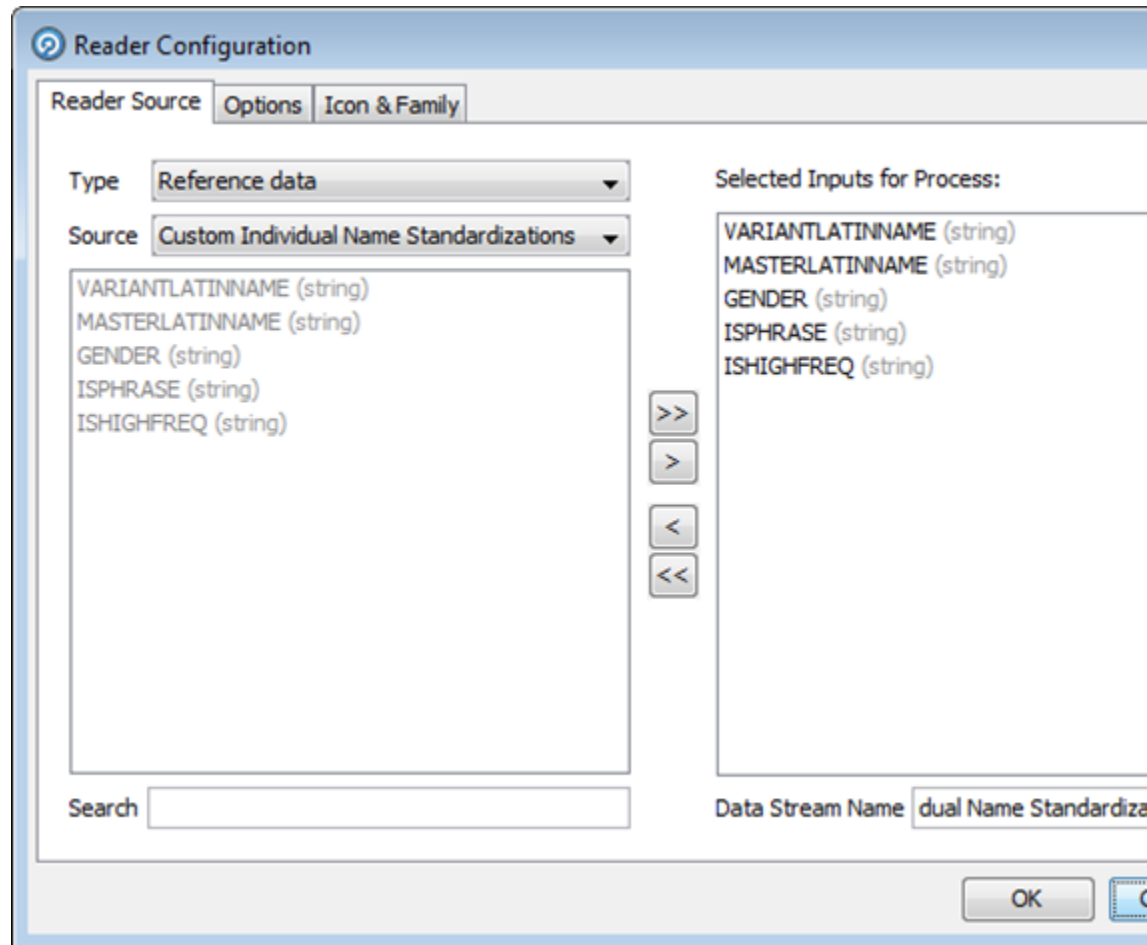 Reader Configuration
Reader Source Options Icon & Family
Type Reference data
Source Custom Individual Name Standardizations
VARIANTLATINNAME (string)
MASTERLATINNAME (string)
GENDER (string)
ISPHRASE (string)
ISHIGHFREQ (string)
>>
>
<
<<
Search
Selected Inputs for Process:
VARIANTLATINNAME (string)
MASTERLATINNAME (string)
GENDER (string)
ISPHRASE (string)
ISHIGHFREQ (string)
Data Stream Name dual Name Standardiza
OK